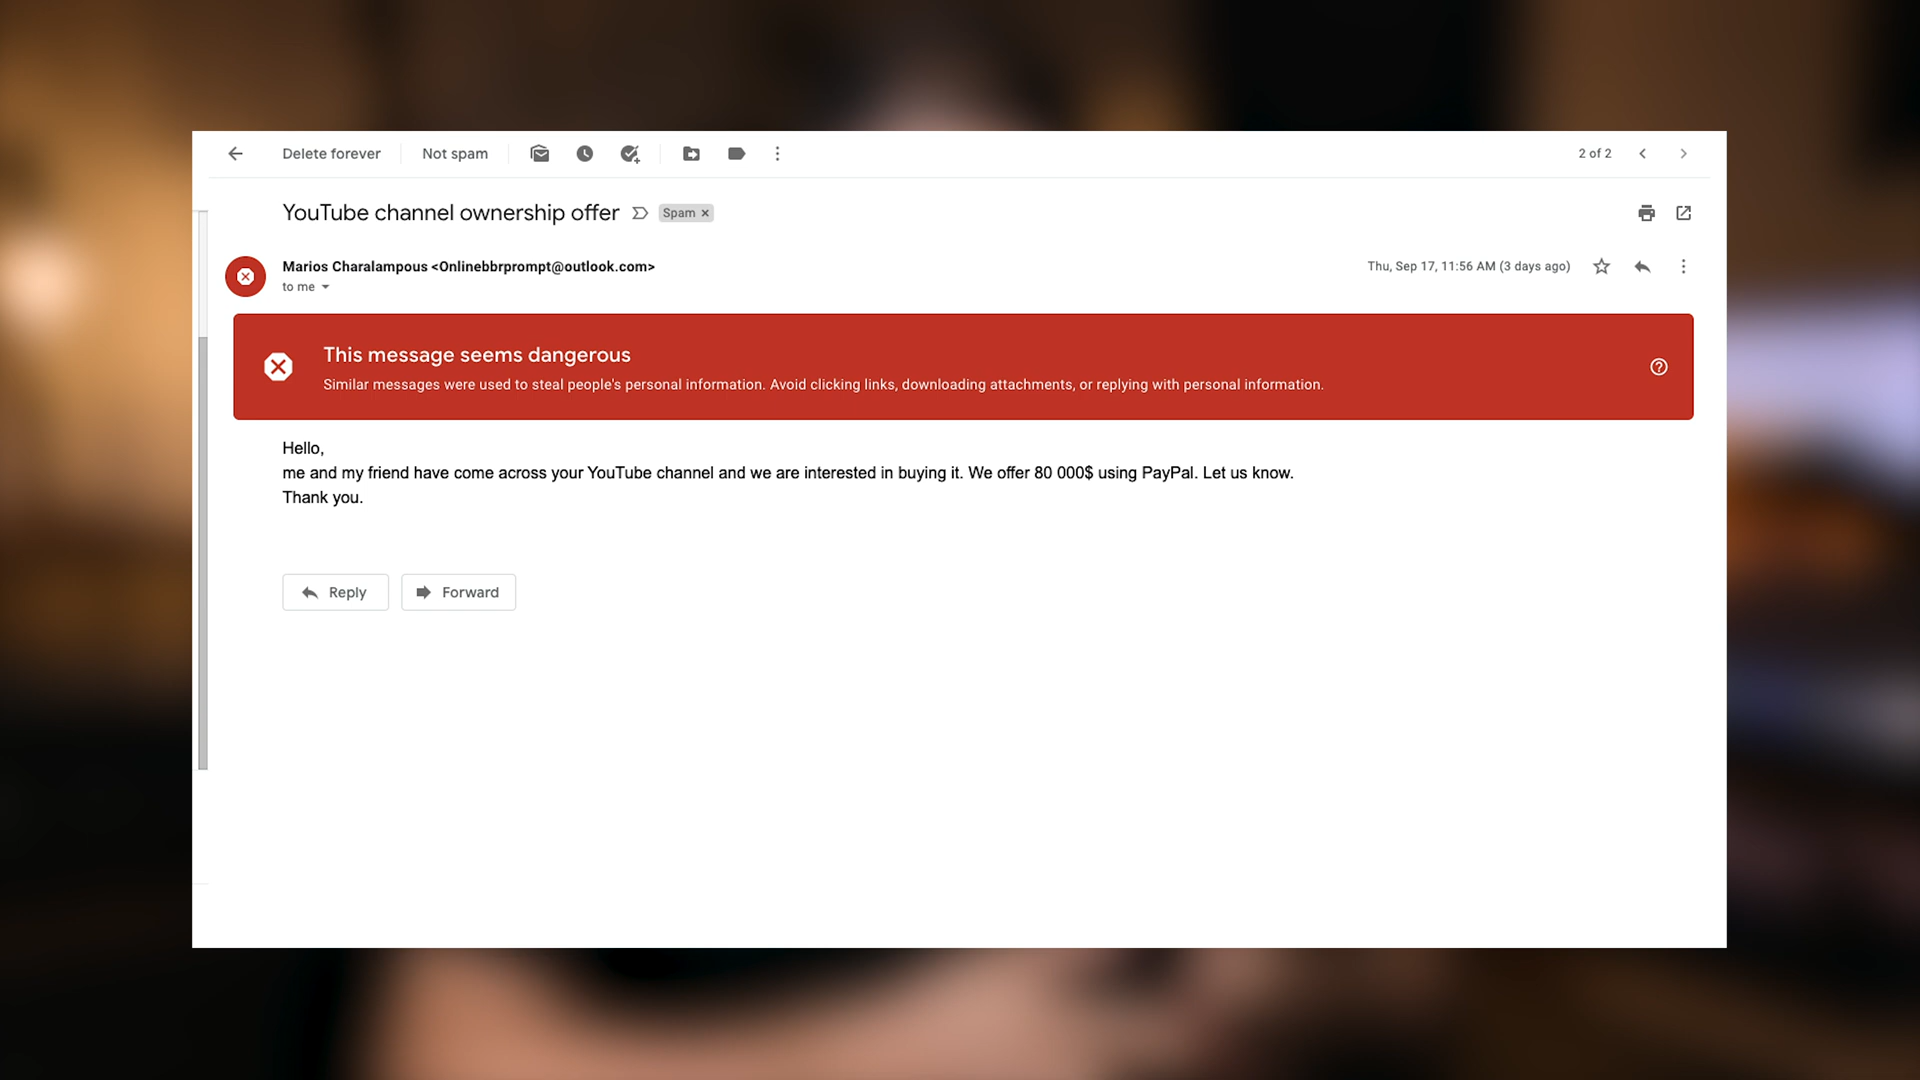 Delete forever Not spam 2 of 2
YouTube channel ownership offer Spam x
Marios Charalampous <Onlinebbrprompt@outlook.com> Thu, Sep 17, 11:56 AM (3 days ago)
to me
This message seems dangerous
Similar messages were used to steal people's personal information. Avoid clicking links, downloading attachments, or replying with personal information.
Hello,
me and my friend have come across your YouTube channel and we are interested in buying it. We offer 80 000$ using PayPal. Let us know.
Thank you.
Reply Forward